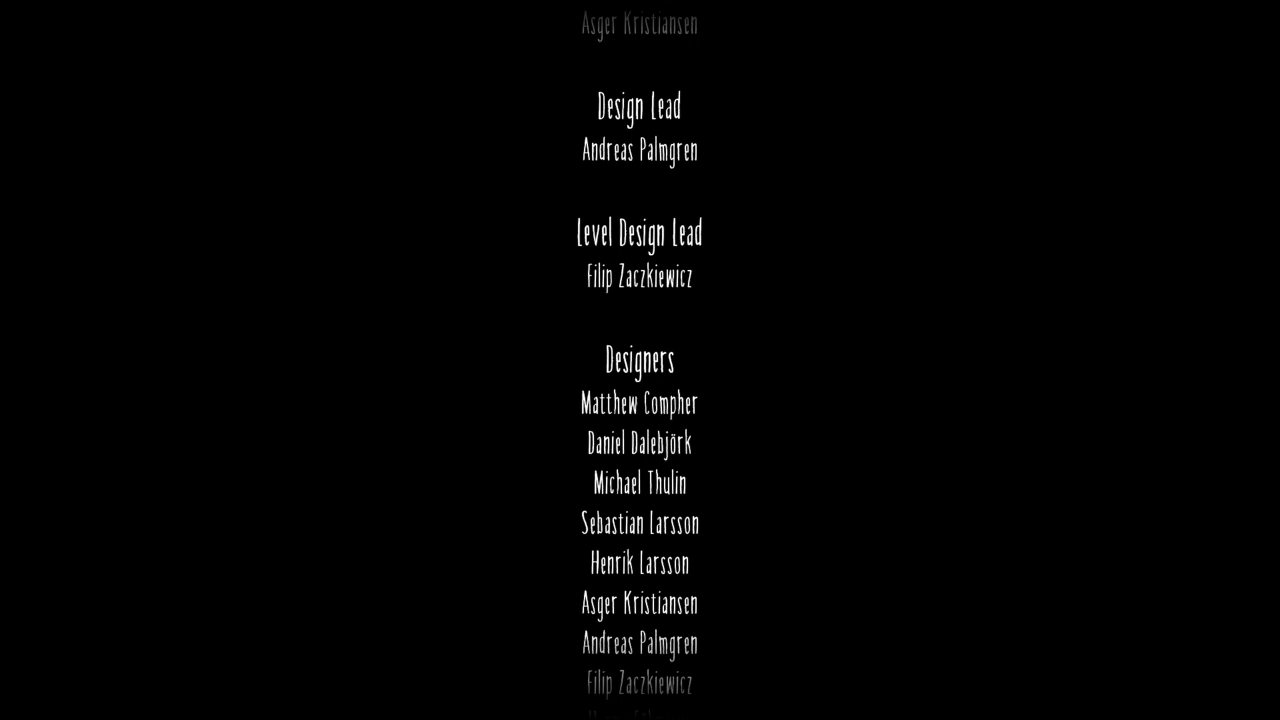 Asger Kristiansen
Design Lead
Andreas Palmgren
Level Design Lead
Filip Zaczkiewicz
Designers
Matthew Compher
Daniel Dalebjörk
Michael Thulin
Sebastian Larsson
Henrik Larsson
Asger Kristiansen
Andreas Palmgren
Filip Zaczkiewicz